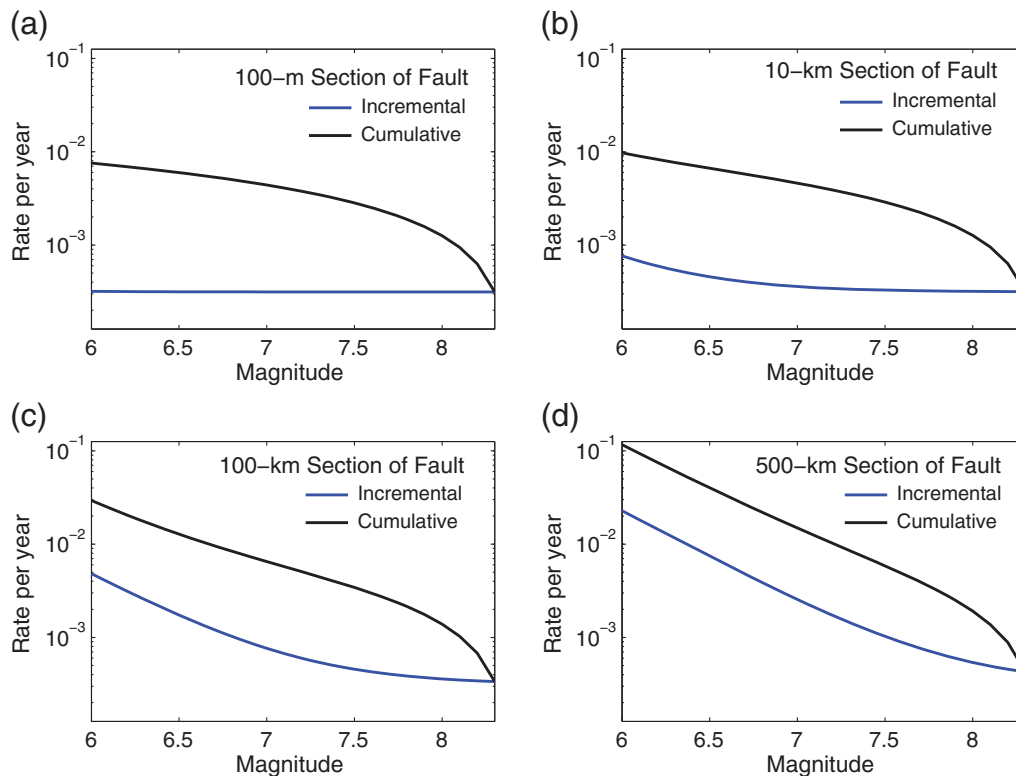 (a)
100-m Section of Fault
Incremental
Cumulative
Rate per year
10⁻¹
10⁻²
10⁻³
6 6.5 7 7.5 8
Magnitude
(b)
10-km Section of Fault
Incremental
Cumulative
Rate per year
10⁻¹
10⁻²
10⁻³
6 6.5 7 7.5 8
Magnitude
(c)
100-km Section of Fault
Incremental
Cumulative
Rate per year
10⁻¹
10⁻²
10⁻³
6 6.5 7 7.5 8
Magnitude
(d)
500-km Section of Fault
Incremental
Cumulative
Rate per year
10⁻¹
10⁻²
10⁻³
6 6.5 7 7.5 8
Magnitude